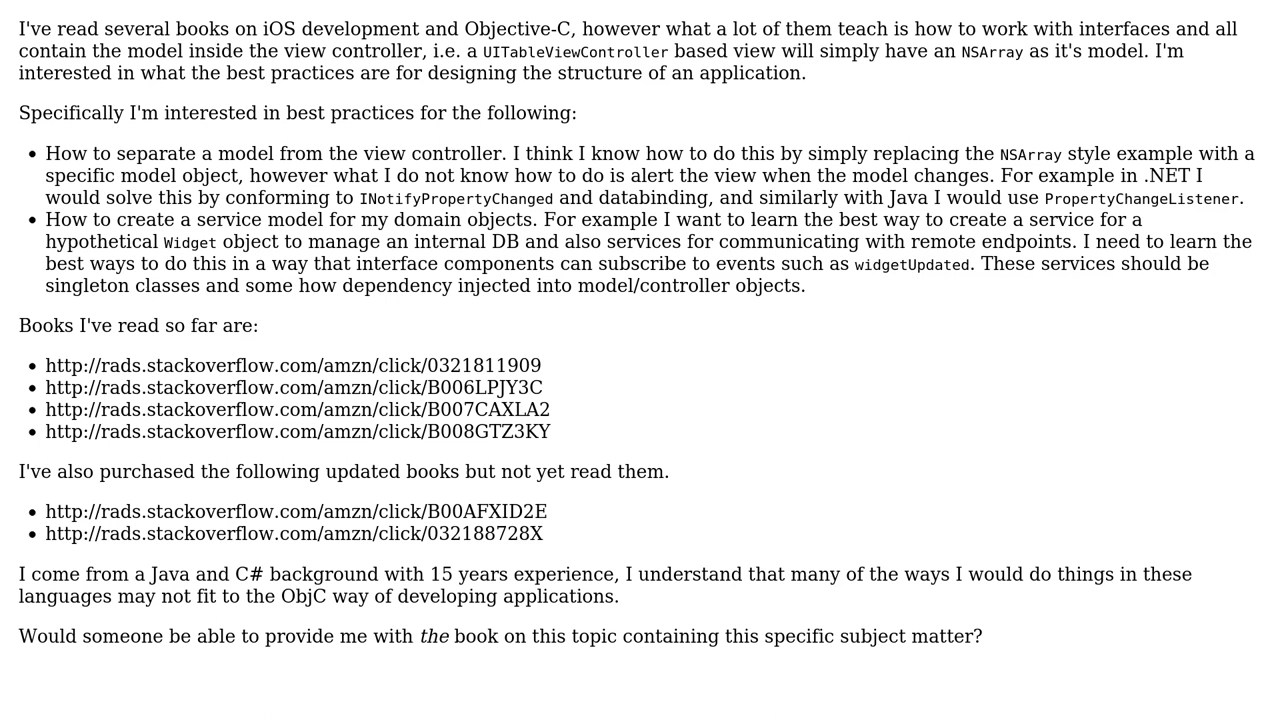 I've read several books on iOS development and Objective-C, however what a lot of them teach is how to work with interfaces and all
contain the model inside the view controller, i.e. a UITableViewController based view will simply have an NSArray as it's model. I'm
interested in what the best practices are for designing the structure of an application.
Specifically I'm interested in best practices for the following:
• How to separate a model from the view controller. I think I know how to do this by simply replacing the NSArray style example with a
specific model object, however what I do not know how to do is alert the view when the model changes. For example in .NET I
would solve this by conforming to INotifyPropertyChanged and databinding, and similarly with Java I would use PropertyChangeListener.
• How to create a service model for my domain objects. For example I want to learn the best way to create a service for a
hypothetical Widget object to manage an internal DB and also services for communicating with remote endpoints. I need to learn the
best ways to do this in a way that interface components can subscribe to events such as widgetUpdated. These services should be
singleton classes and some how dependency injected into model/controller objects.
Books I've read so far are:
• http://rads.stackoverflow.com/amzn/click/0321811909
• http://rads.stackoverflow.com/amzn/click/B006LPJY3C
• http://rads.stackoverflow.com/amzn/click/B007CAXLA2
• http://rads.stackoverflow.com/amzn/click/B008GTZ3KY
I've also purchased the following updated books but not yet read them.
• http://rads.stackoverflow.com/amzn/click/B00AFXID2E
• http://rads.stackoverflow.com/amzn/click/032188728X
I come from a Java and C# background with 15 years experience, I understand that many of the ways I would do things in these
languages may not fit to the ObjC way of developing applications.
Would someone be able to provide me with the book on this topic containing this specific subject matter?